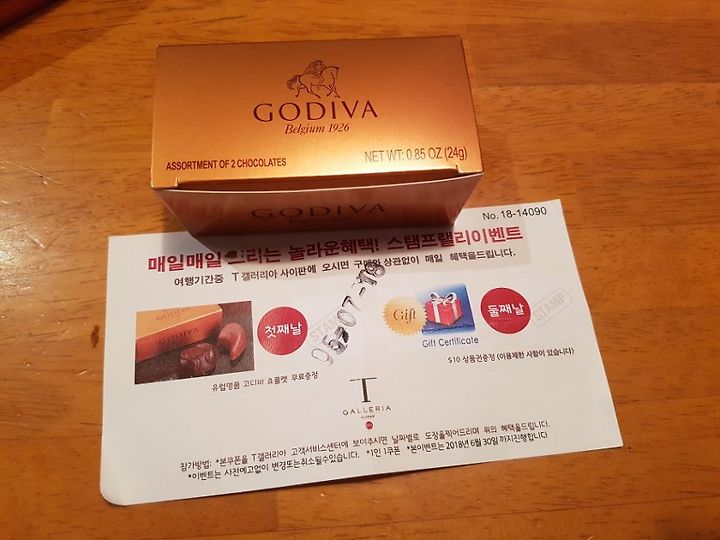 GODIVA
Belgium 1926
ASSORTMENT OF 2 CHOCOLATES
NET WT: 0.85 OZ (24g)
GODIVA
No. 18-14090
매일매일 놀라운혜택! 스탬프랠리이벤트
여행기간중 T갤러리아 사이판에 오시면 구매와 상관없이 매일 혜택을드립니다.
GODIVA
첫째날
STAMP
05-07-18
Gift
Gift Certificate
둘째날
STAMP
유럽명품 고디바 쵸콜렛 무료증정
$10 상품권증정 (이용제한 사항이 있습니다)
T
GALLERIA
참가방법: *본쿠폰을 T갤러리아 고객서비스센터에 보여주시면 날짜별로 도장을찍어드리며 위의 혜택을드립니다.
*이벤트는 사전예고없이 변경또는취소될수있습니다. *1인 1쿠폰 *본이벤트는 2018년 6월 30일 까지진행합니다